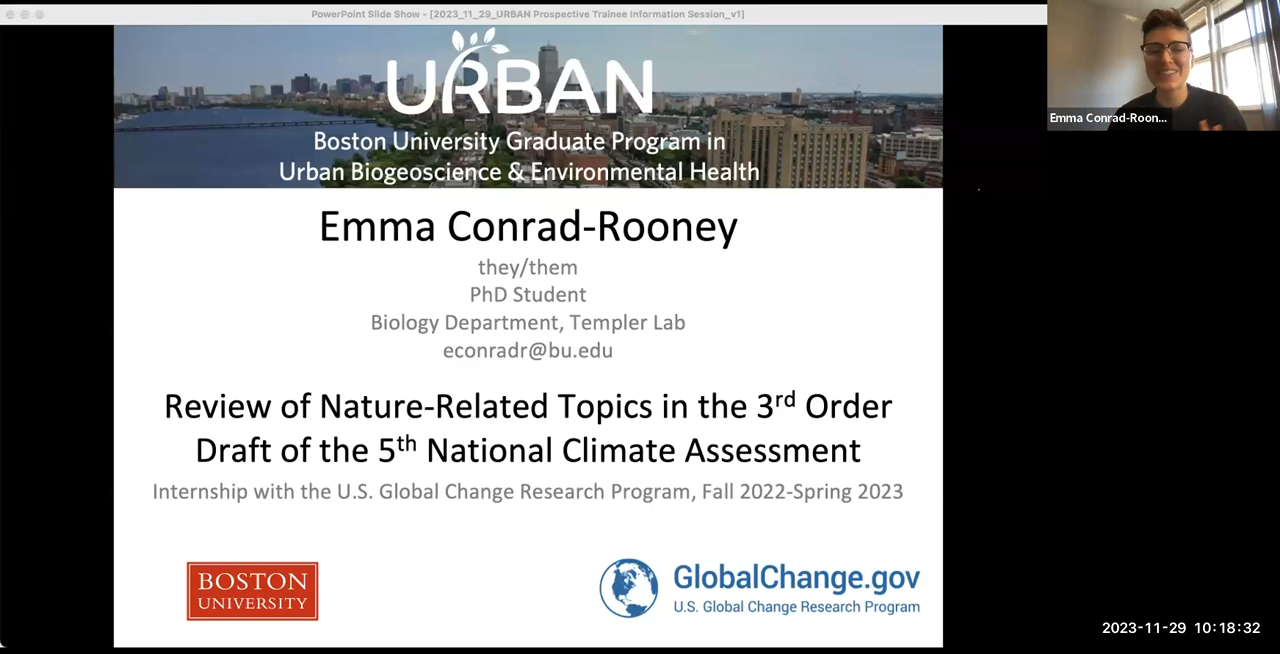 PowerPoint Slide Show - [2023_11_29_URBAN Prospective Trainee Information Session_v1]
URBAN
Boston University Graduate Program in
Urban Biogeoscience & Environmental Health
Emma Conrad-Roon...
Emma Conrad-Rooney
they/them
PhD Student
Biology Department, Templer Lab
econradr@bu.edu
Review of Nature-Related Topics in the 3rd Order
Draft of the 5th National Climate Assessment
Internship with the U.S. Global Change Research Program, Fall 2022-Spring 2023
BOSTON
UNIVERSITY
GlobalChange.gov
U.S. Global Change Research Program
2023-11-29 10:18:32